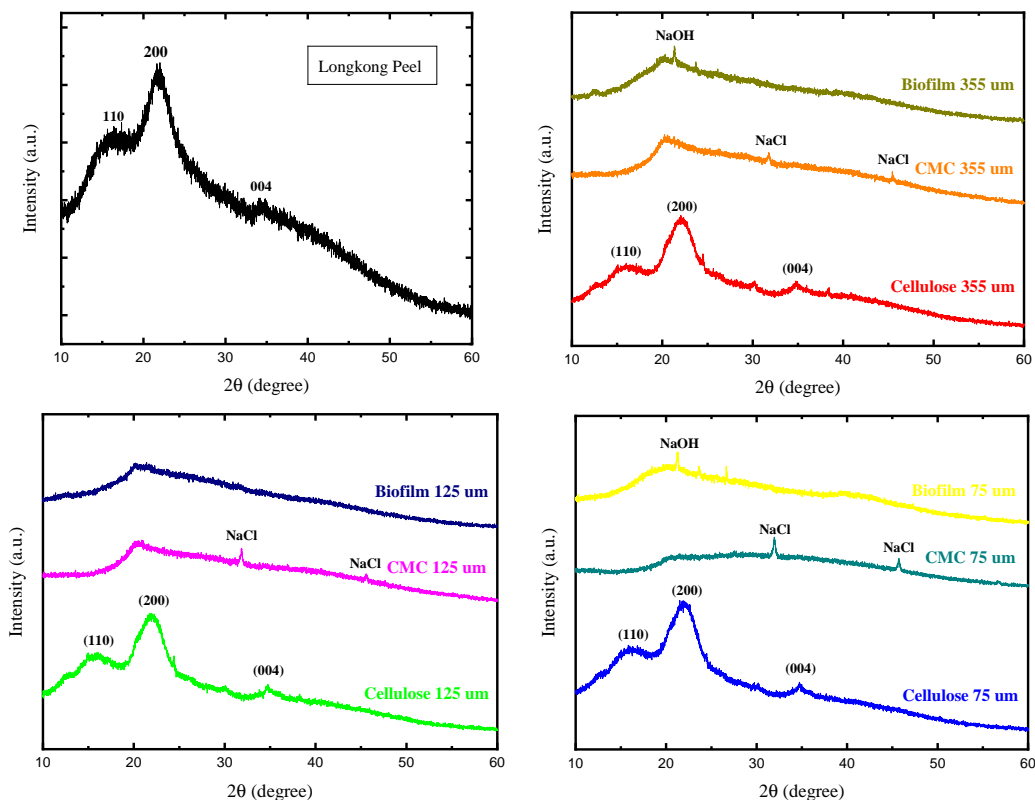 200
Longkong Peel
110
004
Intensity (a.u.)
10 20 30 40 50 60
2θ (degree)
NaOH
Biofilm 355 um
NaCl
NaCl
CMC 355 um
(200)
(110)
(004)
Cellulose 355 um
Intensity (a.u.)
10 20 30 40 50 60
2θ (degree)
Biofilm 125 um
NaCl
NaCl
CMC 125 um
(200)
(110)
(004)
Cellulose 125 um
Intensity (a.u.)
10 20 30 40 50 60
2θ (degree)
NaOH
Biofilm 75 um
NaCl
NaCl
CMC 75 um
(200)
(110)
(004)
Cellulose 75 um
Intensity (a.u.)
10 20 30 40 50 60
2θ (degree)